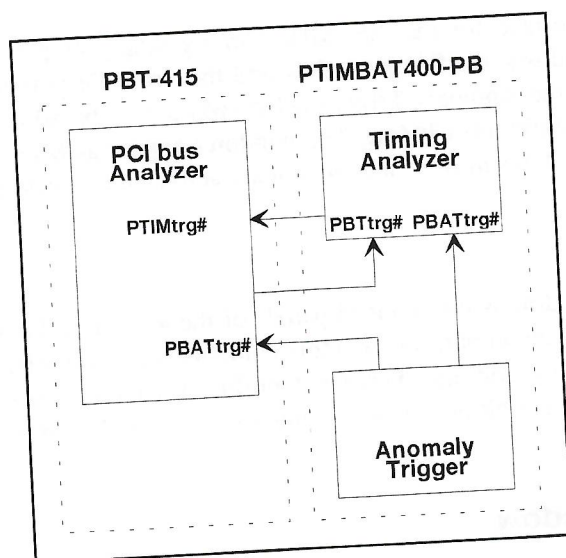 PBT-415
PTIMBAT400-PB
PCI bus
Analyzer
Timing
Analyzer
PTIMtrg#
PBTtrg# PBATtrg#
PBATtrg#
Anomaly
Trigger